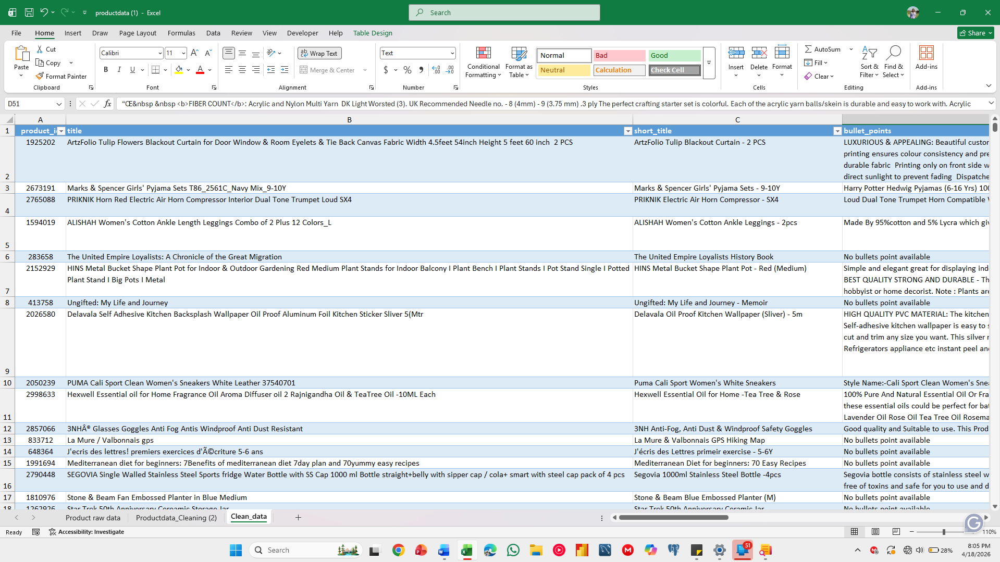 productdata (1) - Excel
Search
File Home Insert Draw Page Layout Formulas Data Review View Developer Help Table Design
Share
Paste
Cut
Copy
Format Painter
Clipboard
Calibri 11
B I U
Font
Wrap Text
Merge & Center
Alignment
Text
$ % ,
Number
Conditional Formatting
Format as Table
Normal Bad Good
Neutral Calculation Check Cell
Styles
Insert Delete Format
Cells
AutoSum
Fill
Clear
Sort & Filter
Find & Select
Editing
Add-ins
Add-ins
D51
fx
“Œ&nbsp &nbsp <b>FIBER COUNT</b>: Acrylic and Nylon Multi Yarn  DK Light Worsted (3). UK Recommended Needle no. - 8 (4mm) - 9 (3.75 mm) .3 ply The perfect crafting starter set is colorful. Each of the acrylic yarn balls/skein is durable and easy to work with. Acrylic
A B C
1 product_i title short_title bullet_points
2 1925202 ArtzFolio Tulip Flowers Blackout Curtain for Door Window & Room Eyelets & Tie Back Canvas Fabric Width 4.5feet 54inch Height 5 feet 60 inch  2 PCS ArtzFolio Tulip Blackout Curtain - 2 PCS LUXURIOUS & APPEALING: Beautiful custor
printing ensures colour consistency and pre
durable fabric  Printing only on front side w
direct sunlight to prevent fading  Dispatche
3 2673191 Marks & Spencer Girls' Pyjama Sets T86_2561C_Navy Mix_9-10Y Marks & Spencer Girls' Pyjama Sets - 9-10Y Harry Potter Hedwig Pyjamas (6-16 Yrs) 100
4 2765088 PRIKNIK Horn Red Electric Air Horn Compressor Interior Dual Tone Trumpet Loud SX4 PRIKNIK Electric Air Horn Compressor - SX4 Loud Dual Tone Trumpet Horn Compatible
5 1594019 ALISHAH Women's Cotton Ankle Length Leggings Combo of 2 Plus 12 Colors_L ALISHAH Women's Cotton Ankle Leggings - 2pcs Made By 95%cotton and 5% Lycra which gi
6 283658 The United Empire Loyalists: A Chronicle of the Great Migration The United Empire Loyalists History Book No bullets point available
7 2152929 HINS Metal Bucket Shape Plant Pot for Indoor & Outdoor Gardening Red Medium Plant Stands for Indoor Balcony I Plant Bench I Plant Stands I Pot Stand Single I Potted HINS Metal Bucket Shape Plant Pot - Red (Medium) Simple and elegant great for displaying ind
Plant Stand I Big Pots I Metal BEST QUALITY STRONG AND DURABLE - Th
hobbyist or home decorist. Note : Plants are
8 413758 Ungifted: My Life and Journey Ungifted: My Life and Journey - Memoir No bullets point available
9 2026580 Delavala Self Adhesive Kitchen Backsplash Wallpaper Oil Proof Aluminum Foil Kitchen Sticker Sliver 5(Mtr Delavala Oil Proof Kitchen Wallpaper (Sliver) - 5m HIGH QUALITY PVC MATERIAL: The kitchen
Self-adhesive kitchen wallpaper is easy to s
cut and trim any size you want. This silver r
Refrigerators appliance etc instant peel and
10 2050239 PUMA Cali Sport Clean Women's Sneakers White Leather 37540701 Puma Cali Sport Women's White Sneakers Style Name:-Cali Sport Clean Women's Snea
11 2998633 Hexwell Essential oil for Home Fragrance Oil Aroma Diffuser oil 2 Rajnigandha Oil & TeaTree Oil -10ML Each Hexwell Essential Oil for Home -Tea Tree & Rose 100% Pure And Natural Essential Oil Or Fra
these essential oils could be perfect for bat
Lavender Oil Rose Oil Tea Tree Oil Rosema
12 2857066 3NHÂ® Glasses Goggles Anti Fog Antis Windproof Anti Dust Resistant 3NH Anti-Fog, Anti Dust & Windproof Safety Goggles Good quality and Suitable to use. This Prod
13 833712 La Mure / Valbonnais gps La Mure & Valbonnais GPS Hiking Map No bullets point available
14 648364 J'ecris des lettres! premiers exercices d'Ã©criture 5-6 ans J'écris des Lettres primeir exercise - 5-6Y No bullets point available
15 1991694 Mediterranean diet for beginners: 7Benefits of mediterranean diet 7day plan and 70yummy easy recipes Mediterranean Diet for beginners: 70 Easy Recipes No bullets point available
16 2790448 SEGOVIA Single Walled Stainless Steel Sports fridge Water Bottle with SS Cap 1000 ml Bottle straight+belly with sipper cap / cola+ smart with steel cap pack of 4 pcs Segovia 1000ml Stainless Steel Bottle -4pcs Segovia bottle consists of stainless steel w
free of toxins and safe for you to use and d
17 1810976 Stone & Beam Fan Embossed Planter in Blue Medium Stone & Beam Blue Embossed Planter (M) No bullets point available
18 1262926 Star Trek 50th Anniversary Cereamic Storage Jar Star Trek 50th Anniversary Ceramic Jar No bullets point available
Product raw data Productdata_Cleaning (2) Clean_data
Ready Accessibility: Investigate 110%
Search
51
28%
8:05 PM
4/18/2026